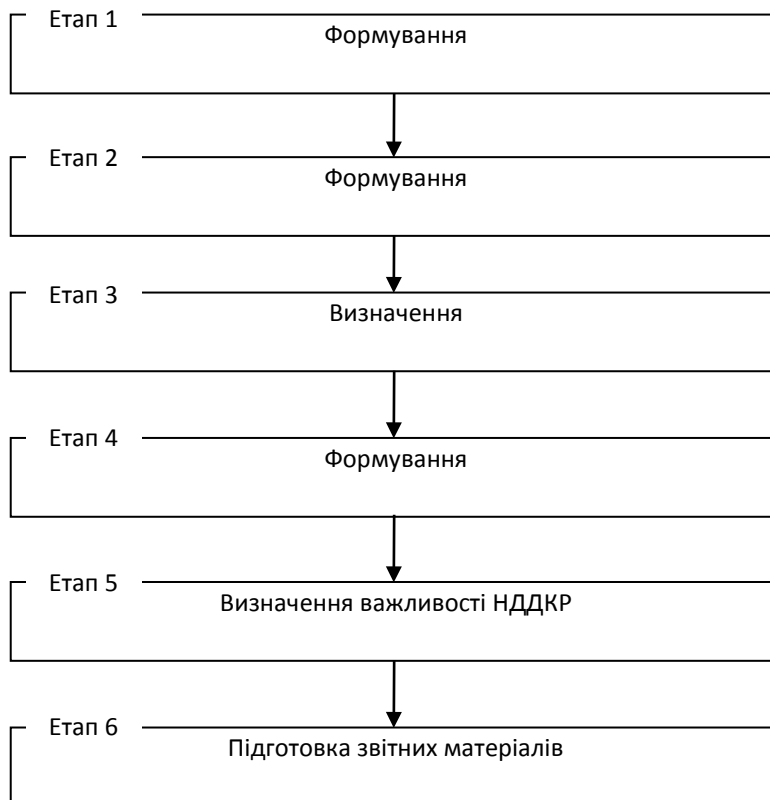 Етап 1
Формування
Етап 2
Формування
Етап 3
Визначення
Етап 4
Формування
Етап 5
Визначення важливості НДДКР
Етап 6
Підготовка звітних матеріалів